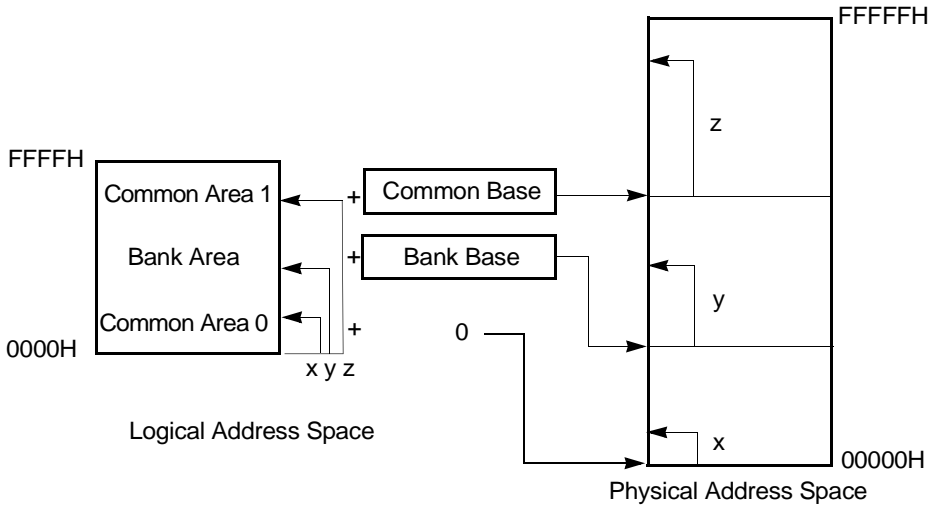 FFFFFH
z
FFFFH
Common Area 1
+
Common Base
Bank Area
+
Bank Base
y
Common Area 0
+
0
0000H
x y z
x
Logical Address Space
00000H
Physical Address Space